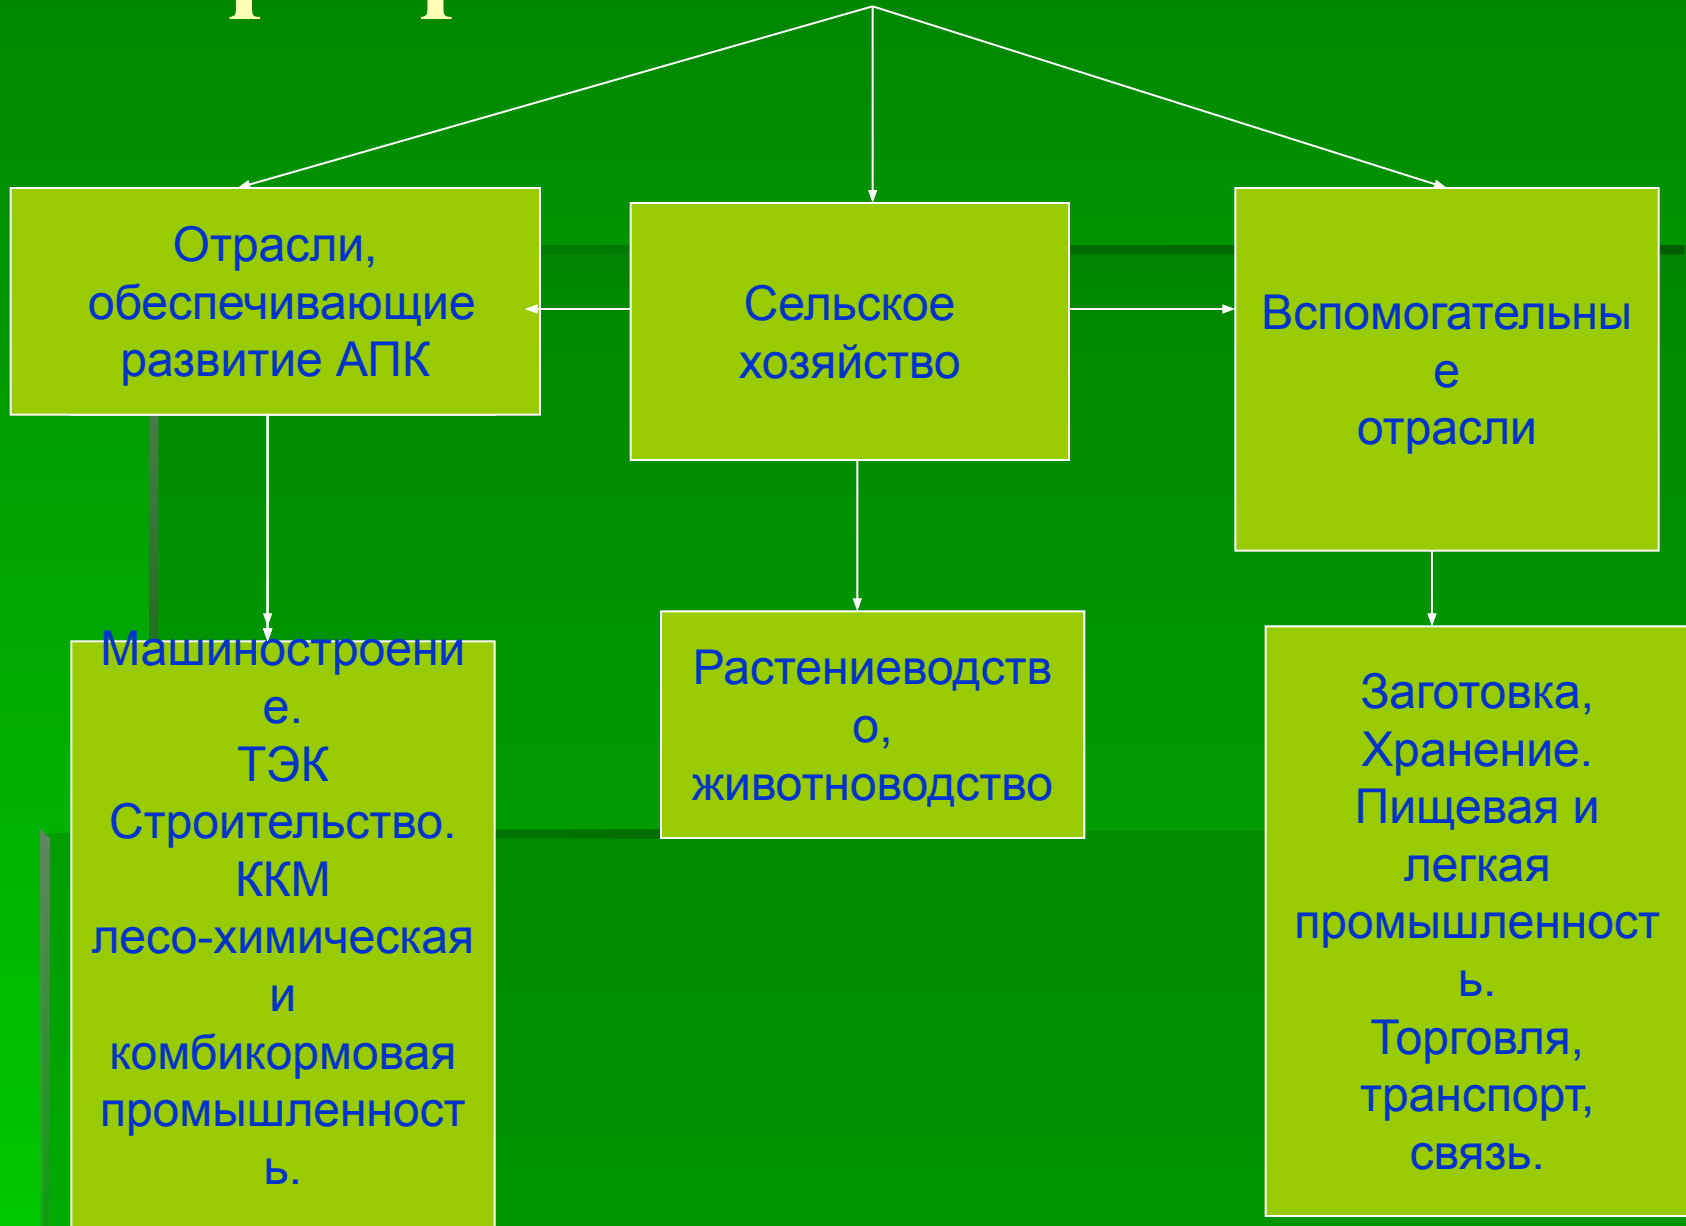 Отрасли,
обеспечивающие
развитие АПК
Сельское
хозяйство
Вспомогательны
е
отрасли
Машиностроени
е.
ТЭК
Строительство.
ККМ
лесо-химическая
и
комбикормовая
промышленност
ь.
Растениеводств
о,
животноводство
Заготовка,
Хранение.
Пищевая и
легкая
промышленност
ь.
Торговля,
транспорт,
связь.